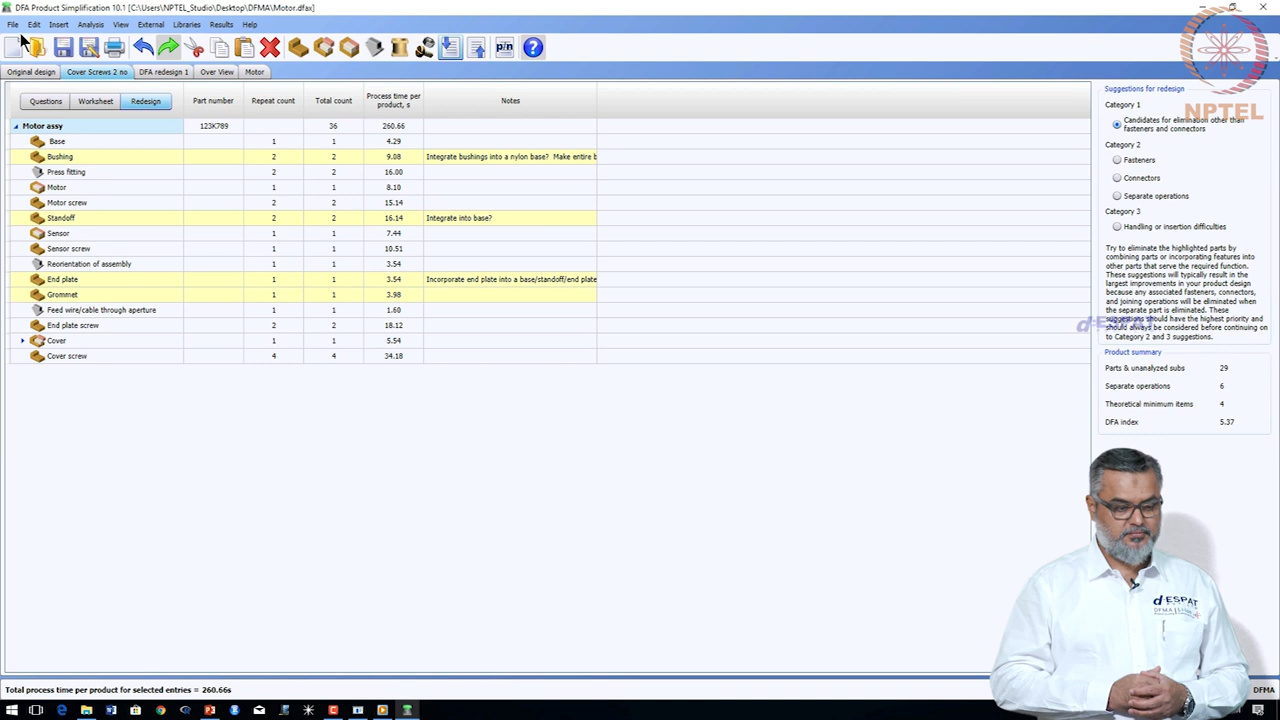 DFA Product Simplification 10.1 [C:\Users\NPTEL_Studio\Desktop\DFMA\Motor.dfax]
File Edit Insert Analysis View External Libraries Results Help
p/n
Original design Cover Screws 2 no DFA redesign 1 Over View Motor
Questions Worksheet Redesign Part number Repeat count Total count Process time per product, s Notes
Motor assy 123K789 36 260.66
Base 1 1 4.29
Bushing 2 2 9.08 Integrate bushings into a nylon base? Make entire b
Press fitting 2 2 16.00
Motor 1 1 8.10
Motor screw 2 2 15.14
Standoff 2 2 16.14 Integrate into base?
Sensor 1 1 7.44
Sensor screw 1 1 10.51
Reorientation of assembly 1 1 3.54
End plate 1 1 3.54 Incorporate end plate into a base/standoff/end plate
Grommet 1 1 3.98
Feed wire/cable through aperture 1 1 1.60
End plate screw 2 2 18.12
Cover 1 1 5.54
Cover screw 4 4 34.18
Suggestions for redesign
Category 1
Candidates for elimination other than
fasteners and connectors
Category 2
Fasteners
Connectors
Separate operations
Category 3
Handling or insertion difficulties
Try to eliminate the highlighted parts by
combining parts or incorporating features into
other parts that serve the required function.
These suggestions will typically result in the
largest improvements in your product design
because any associated fasteners, connectors,
and joining operations will be eliminated when
the separate part is eliminated. These
suggestions should have the highest priority and
should always be considered before continuing on
to Category 2 and 3 suggestions.
Product summary
Parts & unanalyzed subs 29
Separate operations 6
Theoretical minimum items 4
DFA index 5.37
NPTEL
d-ESPAT
d-ESPAT
DFMA
Total process time per product for selected entries = 260.66s
DFMA